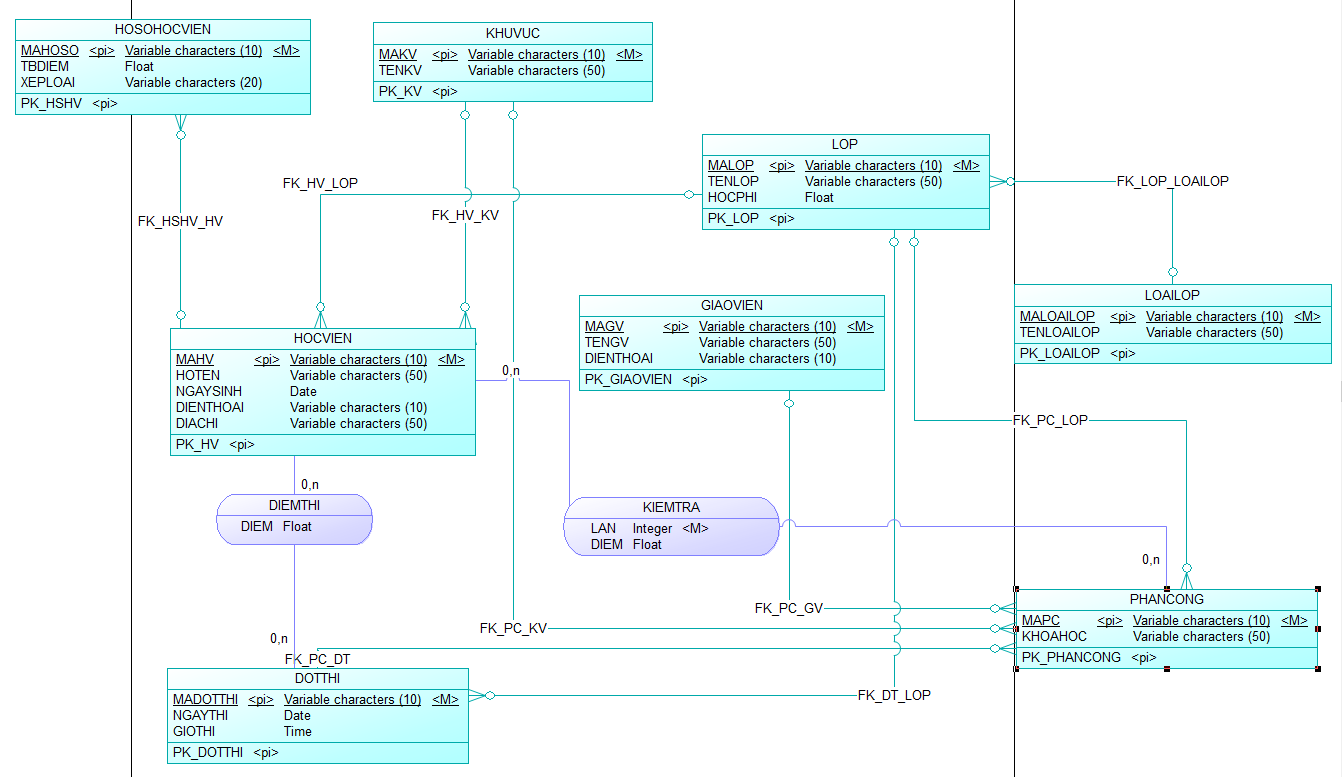 HOSOHOCVIEN
MAHOSO <pi> Variable characters (10) <M>
TBDIEM Float
XEPLOAI Variable characters (20)
PK_HSHV <pi>
KHUVUC
MAKV <pi> Variable characters (10) <M>
TENKV Variable characters (50)
PK_KV <pi>
LOP
MALOP <pi> Variable characters (10) <M>
TENLOP Variable characters (50)
HOCPHI Float
PK_LOP <pi>
FK_HV_LOP
FK_LOP_LOAILOP
FK_HSHV_HV
FK_HV_KV
LOAILOP
MALOAILOP <pi> Variable characters (10) <M>
TENLOAILOP Variable characters (50)
PK_LOAILOP <pi>
GIAOVIEN
MAGV <pi> Variable characters (10) <M>
TENGV Variable characters (50)
DIENTHOAI Variable characters (10)
PK_GIAOVIEN <pi>
HOCVIEN
MAHV <pi> Variable characters (10) <M>
HOTEN Variable characters (50)
NGAYSINH Date
DIENTHOAI Variable characters (10)
DIACHI Variable characters (50)
PK_HV <pi>
0,n
FK_PC_LOP
0,n
DIEMTHI
DIEM Float
KIEMTRA
LAN Integer <M>
DIEM Float
0,n
PHANCONG
MAPC <pi> Variable characters (10) <M>
KHOAHOC Variable characters (50)
PK_PHANCONG <pi>
FK_PC_GV
FK_PC_KV
0,n
FK_PC_DT
DOTTHI
MADOTTHI <pi> Variable characters (10) <M>
NGAYTHI Date
GIOTHI Time
PK_DOTTHI <pi>
FK_DT_LOP